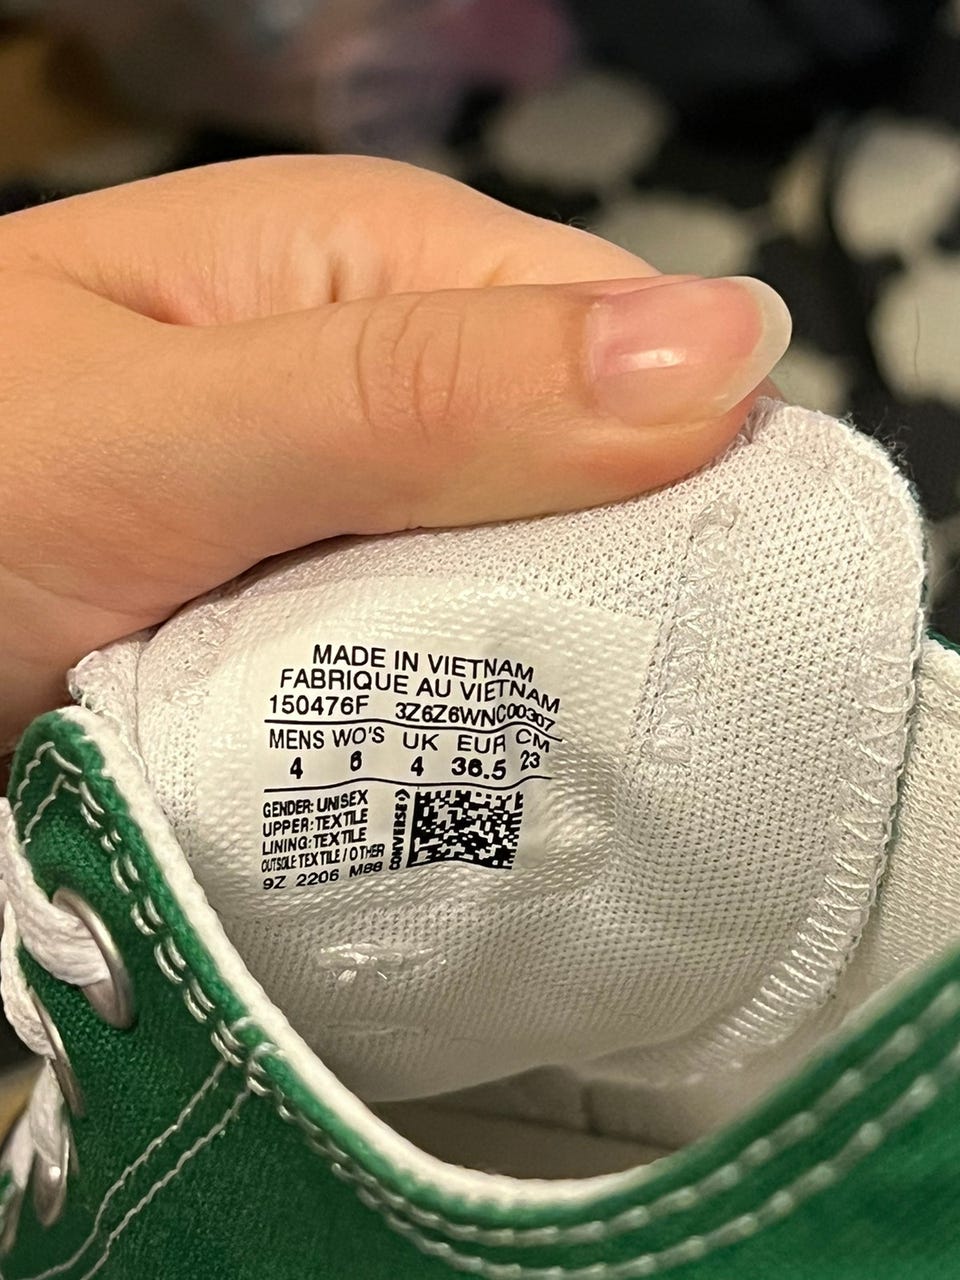 MADE IN VIETNAM
FABRIQUE AU VIETNAM
150476F 3Z6Z6WNC00307
MENS WO'S UK EUR CM
4 6 4 36.5 23
GENDER: UNISEX
UPPER: TEXTILE
LINING: TEXTILE
OUTSOLE TEXTILE / OTHER
9Z 2206 M88
CONVERSE